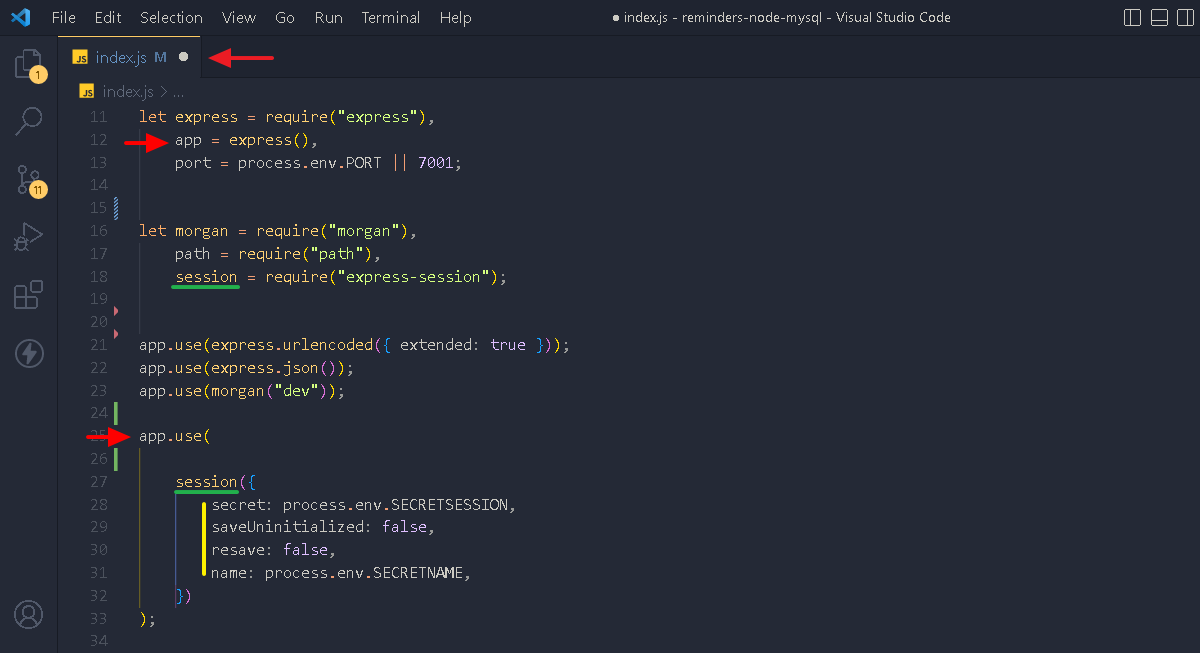 File Edit Selection View Go Run Terminal Help ● index.js - reminders-node-mysql - Visual Studio Code
JS index.js M ●
JS index.js > ...
1
11
11 let express = require("express"),
12 app = express(),
13 port = process.env.PORT || 7001;
14
15
16 let morgan = require("morgan"),
17 path = require("path"),
18 session = require("express-session");
19
20
21 app.use(express.urlencoded({ extended: true }));
22 app.use(express.json());
23 app.use(morgan("dev"));
24
25 app.use(
26
27 session({
28 secret: process.env.SECRETSESSION,
29 saveUninitialized: false,
30 resave: false,
31 name: process.env.SECRETNAME,
32 })
33 );
34